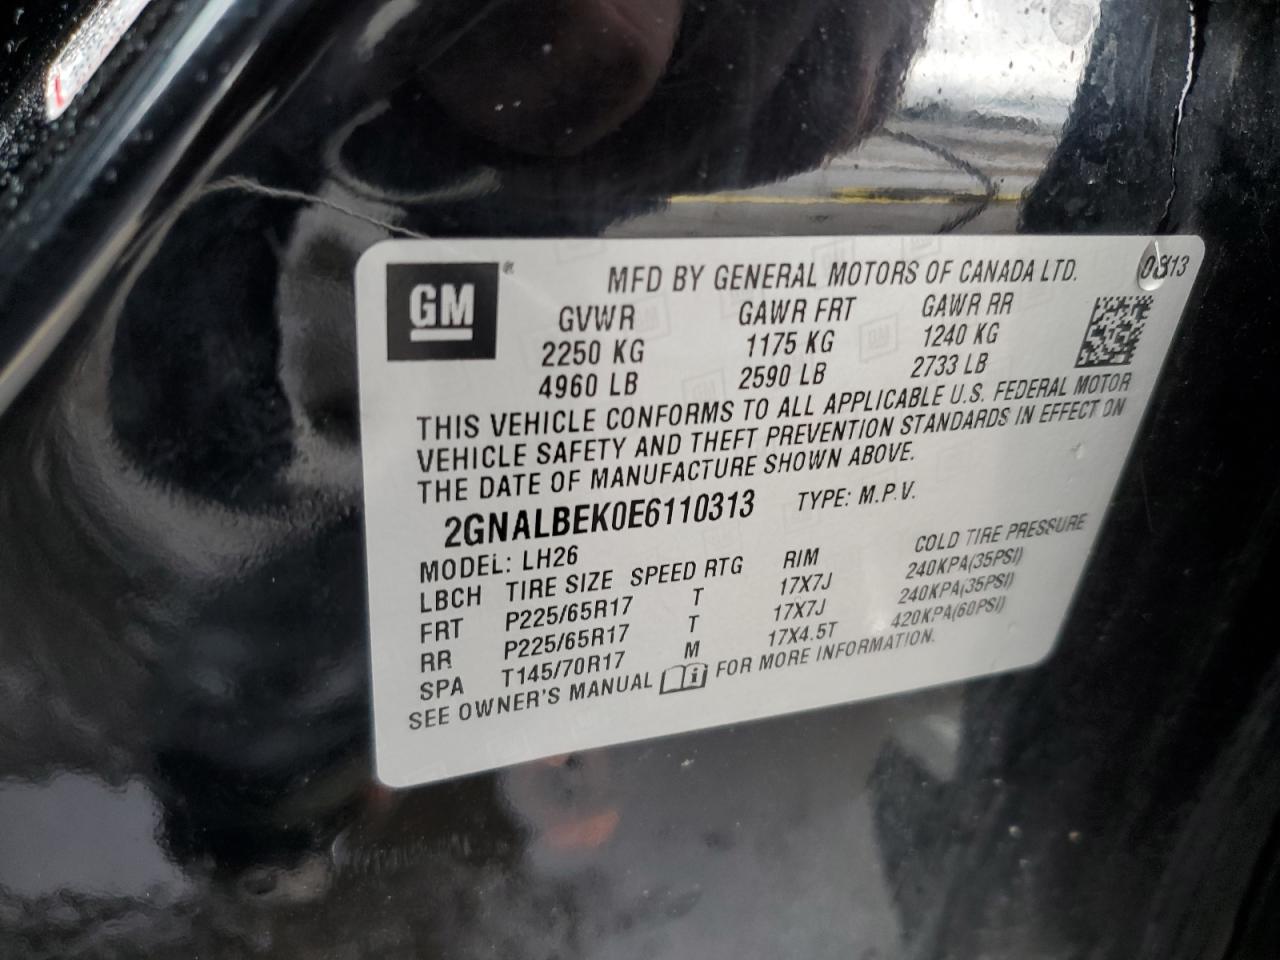 GM
MFD BY GENERAL MOTORS OF CANADA LTD.
GVWR GAWR FRT GAWR RR
2250 KG 1175 KG 1240 KG
4960 LB 2590 LB 2733 LB
THIS VEHICLE CONFORMS TO ALL APPLICABLE U.S. FEDERAL MOTOR
VEHICLE SAFETY AND THEFT PREVENTION STANDARDS IN EFFECT ON
THE DATE OF MANUFACTURE SHOWN ABOVE.
2GNALBEK0E6110313 TYPE: M.P.V.
MODEL: LH26
LBCH TIRE SIZE SPEED RTG RIM COLD TIRE PRESSURE
FRT P225/65R17 T 17X7J 240KPA(35PSI)
RR P225/65R17 T 17X7J 240KPA(35PSI)
SPA T145/70R17 M 17X4.5T 420KPA(60PSI)
SEE OWNER'S MANUAL FOR MORE INFORMATION.